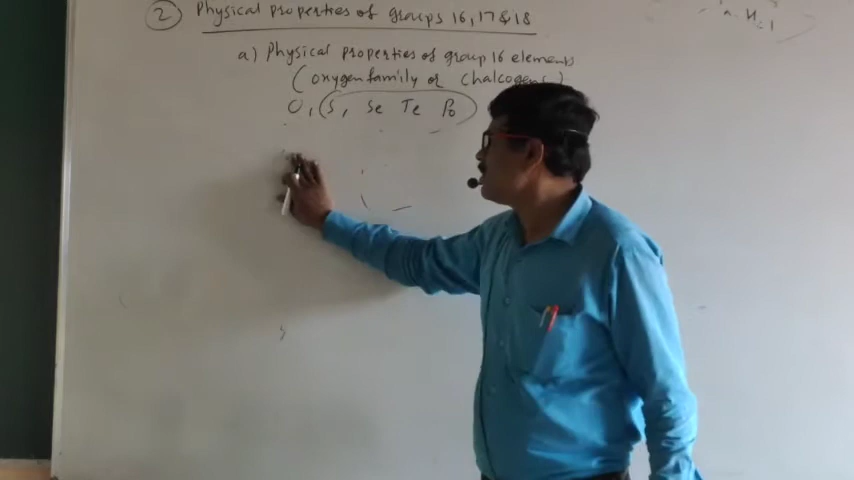 2 Physical properties of groups 16, 17 & 18
a) Physical properties of group 16 elements
(oxygen family or chalcogens)
O, (S, Se Te Po)